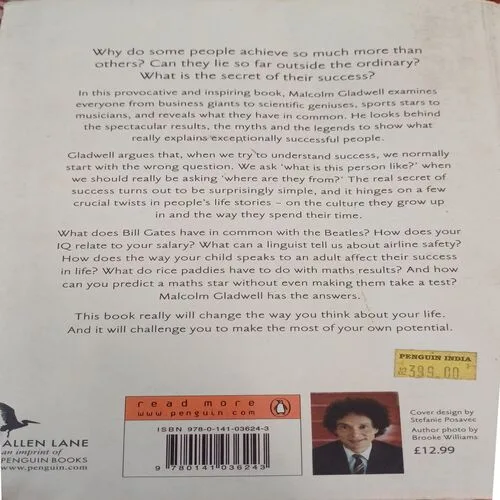 Why do some people achieve so much more than
others? Can they lie so far outside the ordinary?
What is the secret of their success?
In this provocative and inspiring book, Malcolm Gladwell examines
everyone from business giants to scientific geniuses, sports stars to
musicians, and reveals what they have in common. He looks behind
the spectacular results, the myths and the legends to show what
really explains exceptionally successful people.
Gladwell argues that, when we try to understand success, we normally
start with the wrong question. We ask ‘what is this person like?’ when
we should really be asking ‘where are they from?’ The real secret of
success turns out to be surprisingly simple, and it hinges on a few
crucial twists in people's life stories – on the culture they grow up
in and the way they spend their time.
What does Bill Gates have in common with the Beatles? How does your
IQ relate to your salary? What can a linguist tell us about airline safety?
How does the way your child speaks to an adult affect their success
in life? What do rice paddies have to do with maths results? And how
can you predict a maths star without even making them take a test?
Malcolm Gladwell has the answers.
This book really will change the way you think about your life.
And it will challenge you to make the most of your own potential.
PENGUIN INDIA
399.00
read more
www.penguin.com
ISBN 978-0-141-03624-3
9 780141 036243
ALLEN LANE
an imprint of
PENGUIN BOOKS
www.penguin.com
Cover design by
Stefanie Posavec
Author photo by
Brooke Williams
£12.99